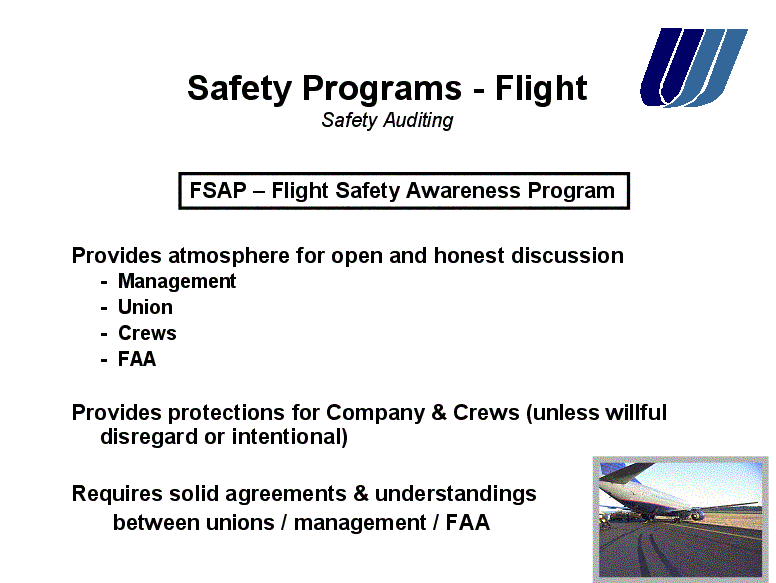 Safety Programs - Flight
Safety Auditing
FSAP – Flight Safety Awareness Program
Provides atmosphere for open and honest discussion
- Management
- Union
- Crews
- FAA
Provides protections for Company & Crews (unless willful
disregard or intentional)
Requires solid agreements & understandings
between unions / management / FAA